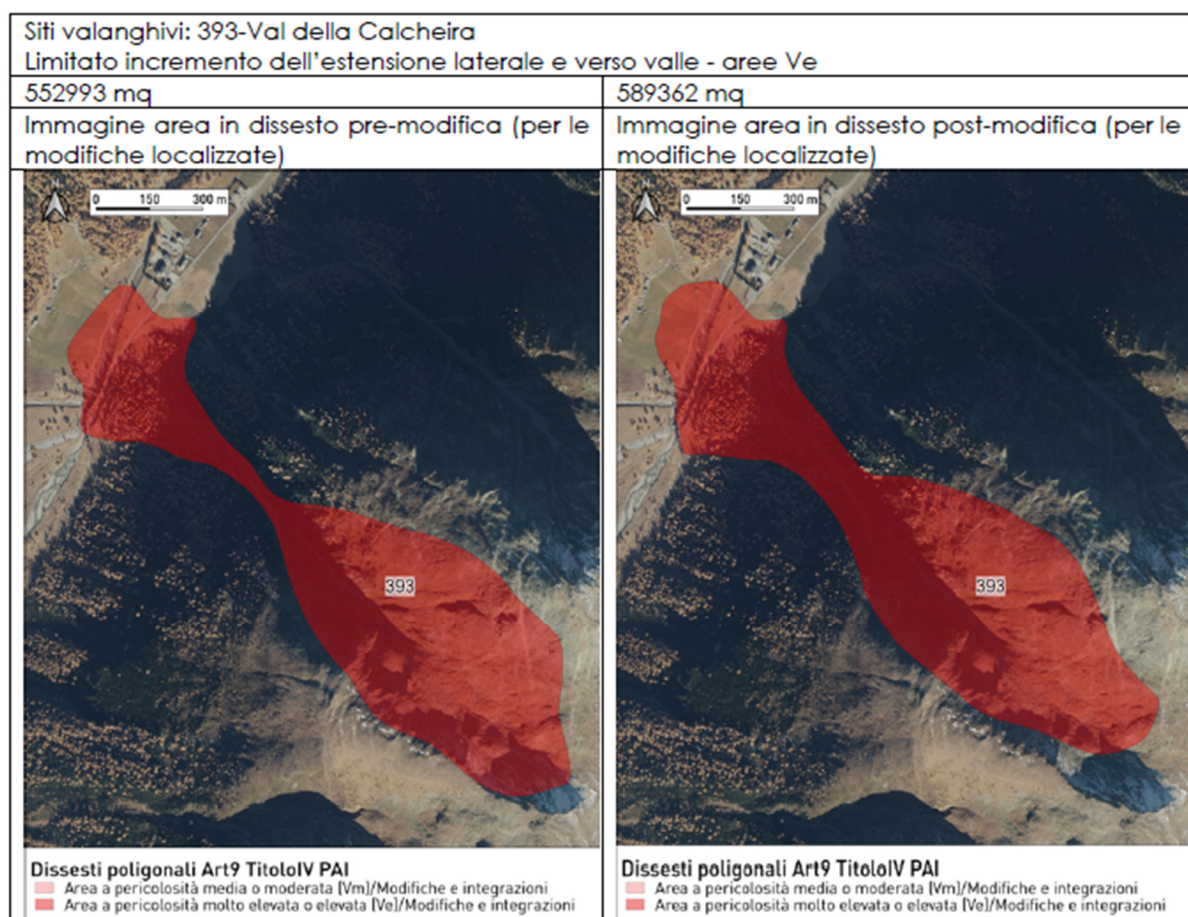 Siti valanghivi: 393-Val della Calcheira
Limitato incremento dell'estensione laterale e verso valle - aree Ve
552993 mq
589362 mq
Immagine area in dissesto pre-modifica (per le
modifiche localizzate)
Immagine area in dissesto post-modifica (per le
modifiche localizzate)
0 150 300 m
393
Dissesti poligonali Art9 TitoloIV PAI
Area a pericolosità media o moderata [Vm]/Modifiche e integrazioni
Area a pericolosità molto elevata o elevata [Ve]/Modifiche e integrazioni
0 150 300 m
393
Dissesti poligonali Art9 TitoloIV PAI
Area a pericolosità media o moderata [Vm]/Modifiche e integrazioni
Area a pericolosità molto elevata o elevata [Ve]/Modifiche e integrazioni